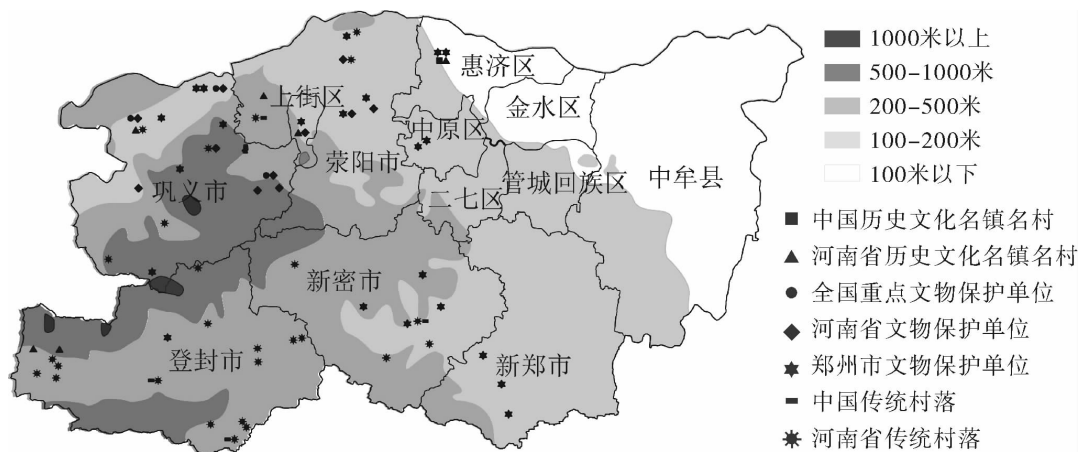 惠济区
上街区
金水区
中原区
荥阳市
管城回族区
中牟县
二七区
巩义市
新密市
登封市
新郑市
1000米以上
500-1000米
200-500米
100-200米
100米以下
中国历史文化名镇名村
河南省历史文化名镇名村
全国重点文物保护单位
河南省文物保护单位
郑州市文物保护单位
中国传统村落
河南省传统村落